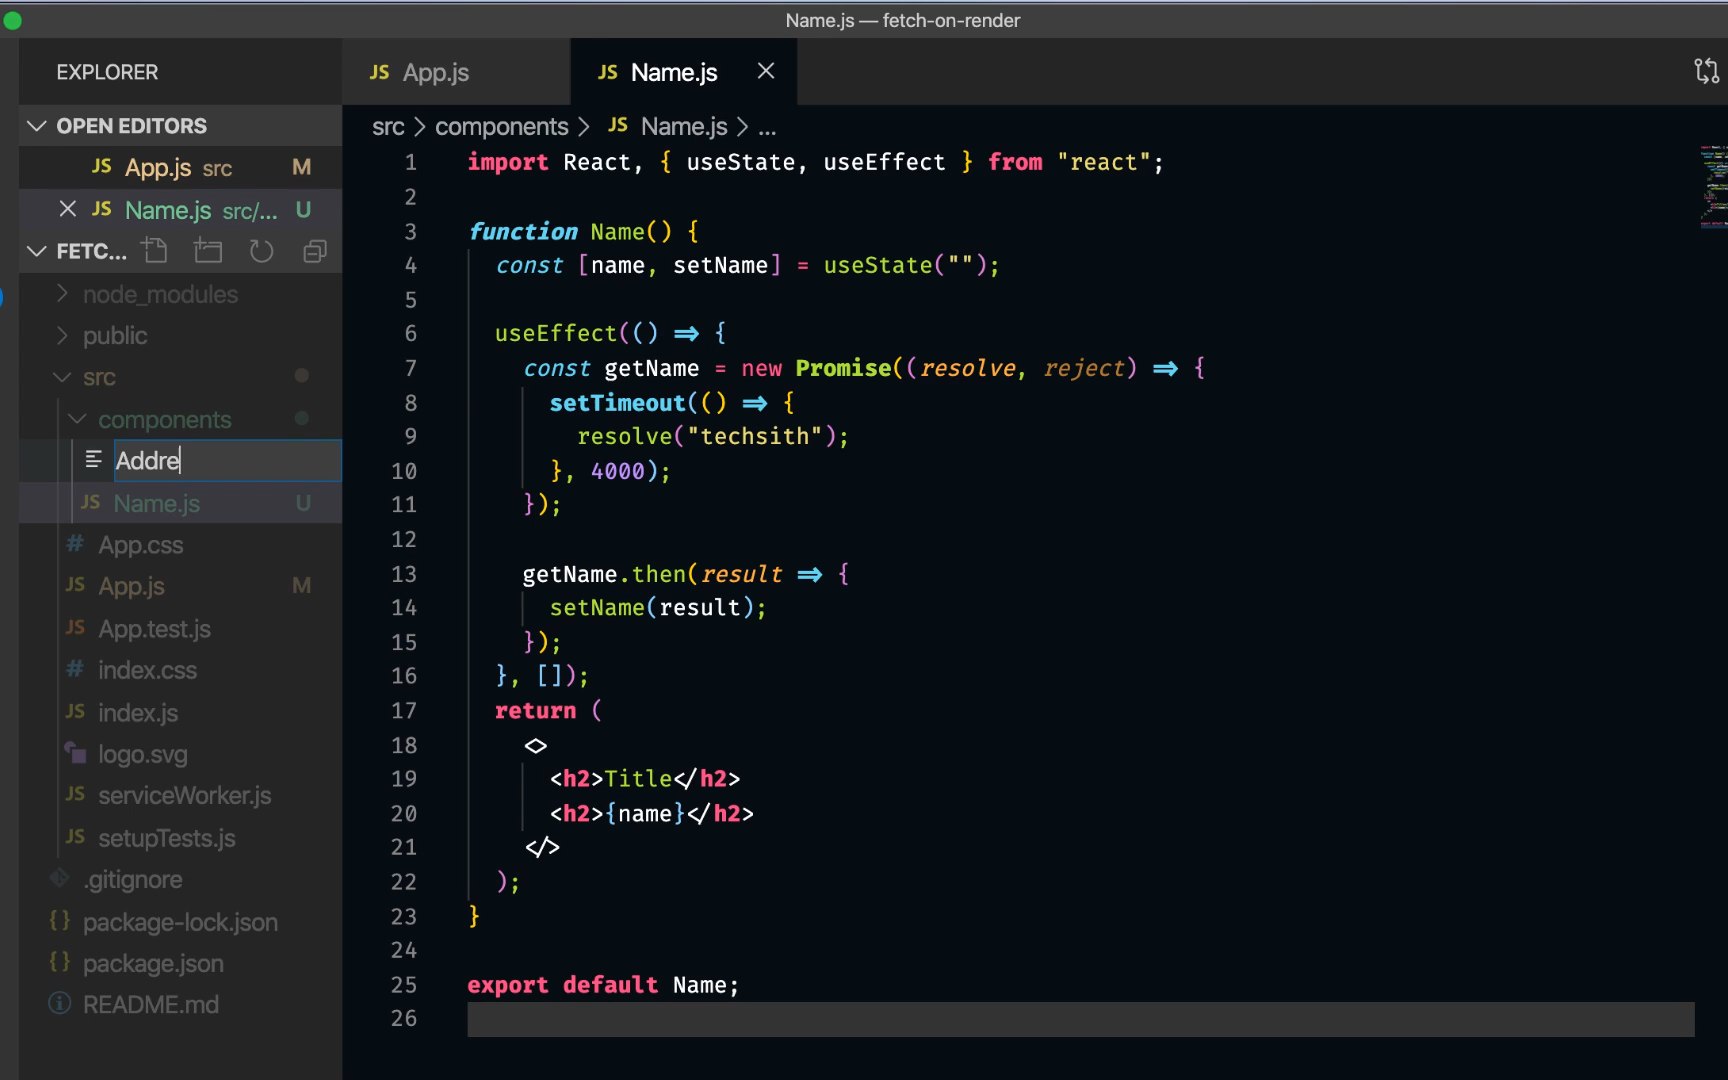 Name.js — fetch-on-render
EXPLORER
OPEN EDITORS
JS App.js src M
JS Name.js src/... U
FETC...
node_modules
public
src
components
Addre
JS Name.js U
# App.css
JS App.js M
JS App.test.js
# index.css
JS index.js
logo.svg
JS serviceWorker.js
JS setupTests.js
.gitignore
{} package-lock.json
{} package.json
README.md
JS App.js
JS Name.js
src > components > JS Name.js > ...
1 import React, { useState, useEffect } from "react";
2
3 function Name() {
4 const [name, setName] = useState("");
5
6 useEffect(() => {
7 const getName = new Promise((resolve, reject) => {
8 setTimeout(() => {
9 resolve("techsith");
10 }, 4000);
11 });
12
13 getName.then(result => {
14 setName(result);
15 });
16 }, []);
17 return (
18 <>
19 <h2>Title</h2>
20 <h2>{name}</h2>
21 </>
22 );
23 }
24
25 export default Name;
26